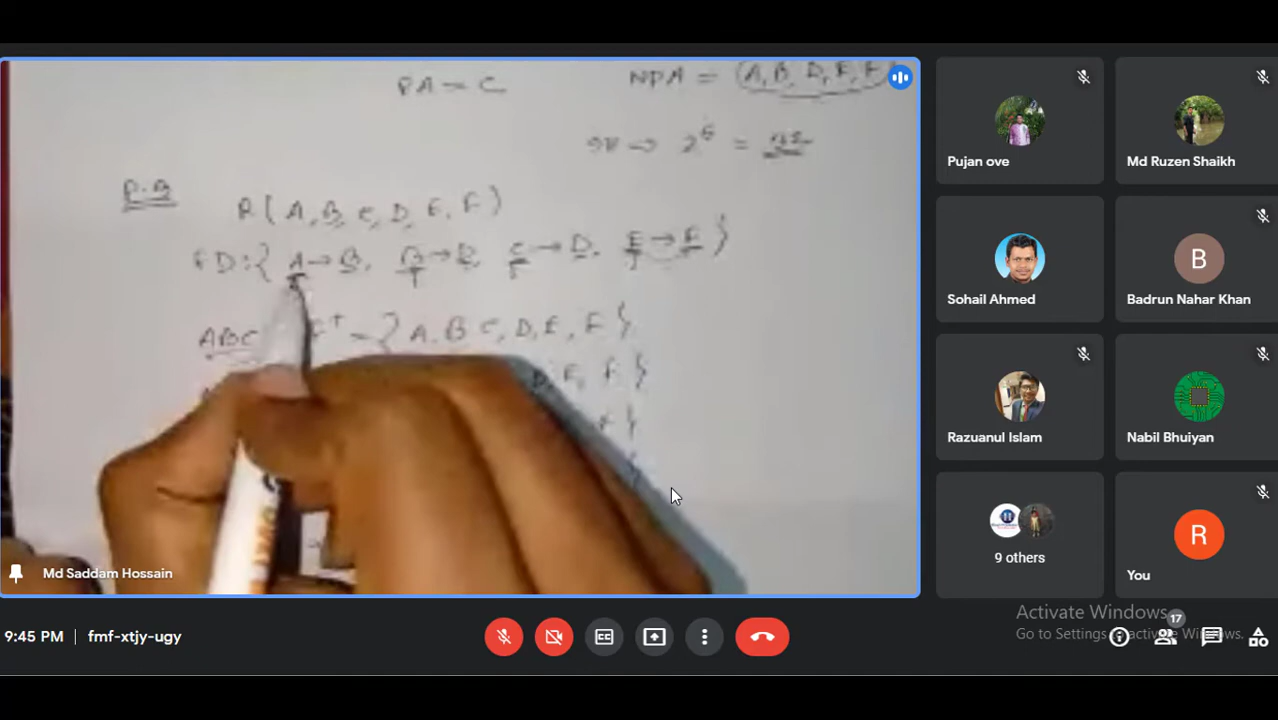 PA → C
NPA = (A, B, D, E, F)
SK → 2⁵ =
R(A, B, C, D, E, F)
FD:{ A → B, B → C, C → D, E → F }
{ A, B C, D, E, F }
D, E, F }
F }
Md Saddam Hossain
Pujan ove
Md Ruzen Shaikh
Sohail Ahmed
Badrun Nahar Khan
B
Razuanul Islam
Nabil Bhuiyan
9 others
R
You
9:45 PM | fmf-xtjy-ugy
CC
17
Activate Windows
Go to Settings to activate Windows.